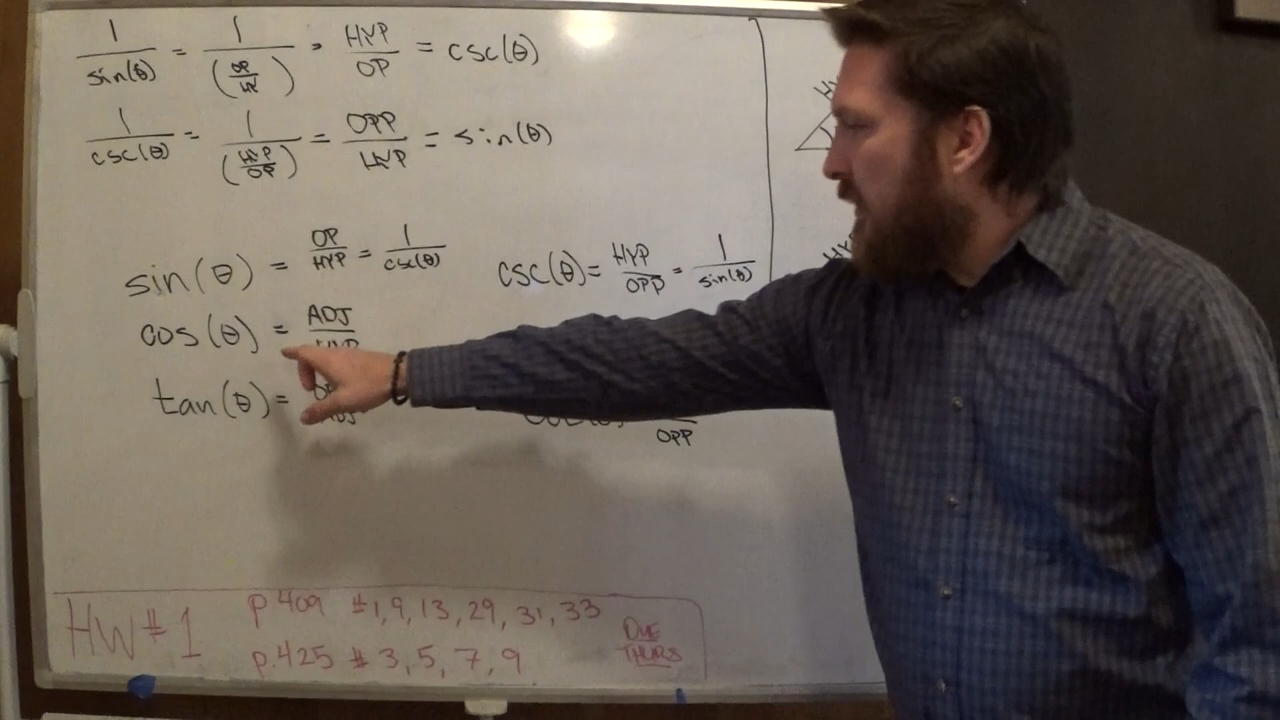 1/sin(θ) = 1/(OP/HY) = HYP/OP = csc(θ)
1/csc(θ) = 1/(HYP/OP) = OPP/HYP = sin(θ)
sin(θ) = OP/HYP = 1/csc(θ)
csc(θ) = HYP/OPP = 1/sin(θ)
cos(θ) = ADJ/HYP
tan(θ) =
OPP
HW #1
p.409 #1, 9, 13, 29, 31, 33
p.425 # 3, 5, 7, 9
DUE
THURS